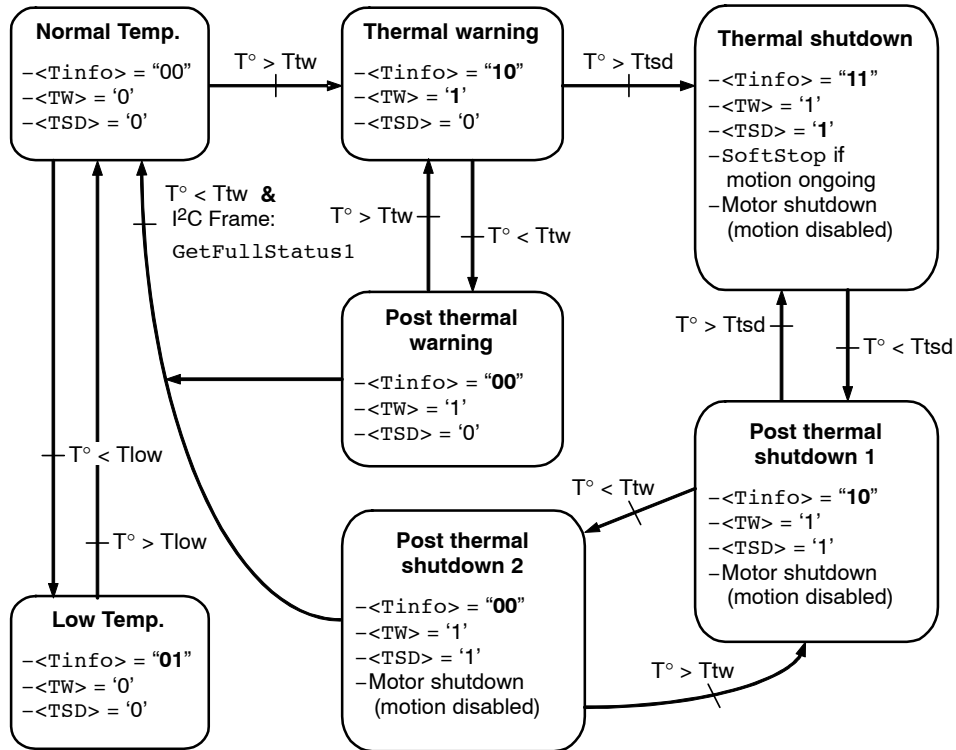 Normal Temp.
–<Tinfo> = “00”
–<TW> = ‘0’
–<TSD> = ‘0’
T° > Ttw
Thermal warning
–<Tinfo> = “10”
–<TW> = ‘1’
–<TSD> = ‘0’
T° > Ttsd
Thermal shutdown
–<Tinfo> = “11”
–<TW> = ‘1’
–<TSD> = ‘1’
–SoftStop if
motion ongoing
–Motor shutdown
(motion disabled)
T° < Ttw &
I²C Frame:
GetFullStatus1
T° > Ttw
T° < Ttw
Post thermal
warning
–<Tinfo> = “00”
–<TW> = ‘1’
–<TSD> = ‘0’
T° > Ttsd
T° < Ttsd
Post thermal
shutdown 1
–<Tinfo> = “10”
–<TW> = ‘1’
–<TSD> = ‘1’
–Motor shutdown
(motion disabled)
T° < Tlow
T° > Tlow
T° < Ttw
Post thermal
shutdown 2
–<Tinfo> = “00”
–<TW> = ‘1’
–<TSD> = ‘1’
–Motor shutdown
(motion disabled)
T° > Ttw
Low Temp.
–<Tinfo> = “01”
–<TW> = ‘0’
–<TSD> = ‘0’